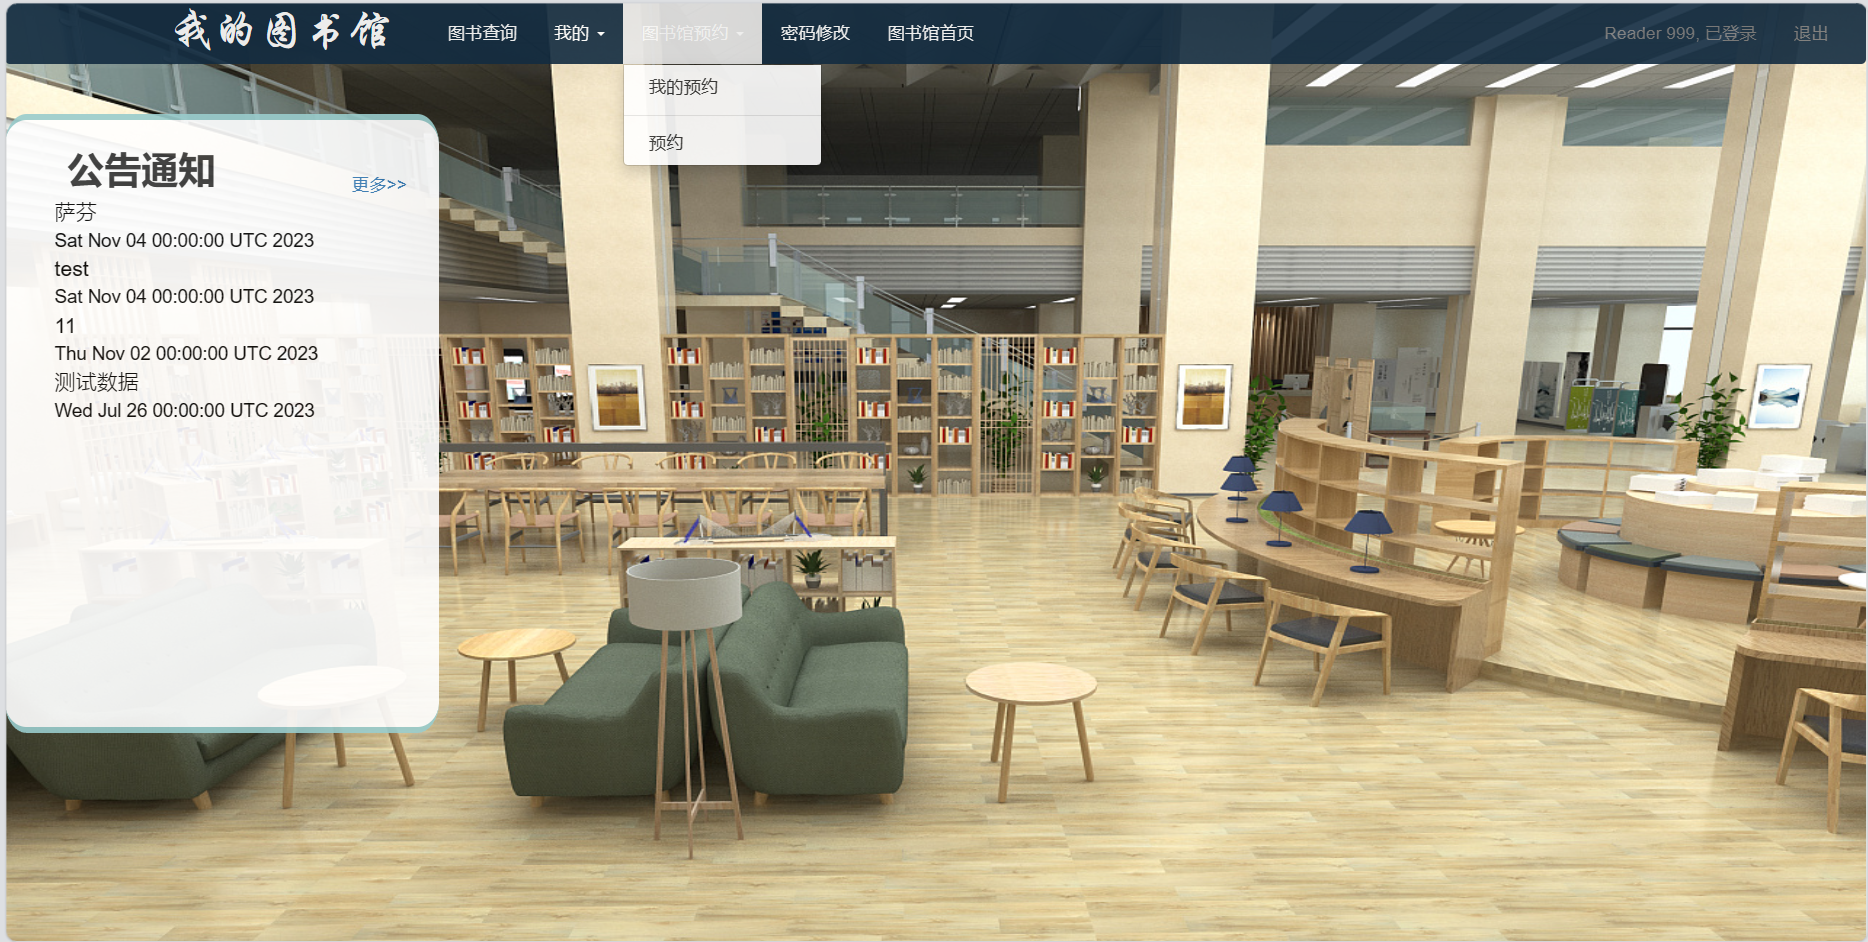 我的图书馆
图书查询 我的 图书馆预约 密码修改 图书馆首页 Reader 999, 已登录 退出
我的预约
预约
公告通知
更多>>
萨芬
Sat Nov 04 00:00:00 UTC 2023
test
Sat Nov 04 00:00:00 UTC 2023
11
Thu Nov 02 00:00:00 UTC 2023
测试数据
Wed Jul 26 00:00:00 UTC 2023